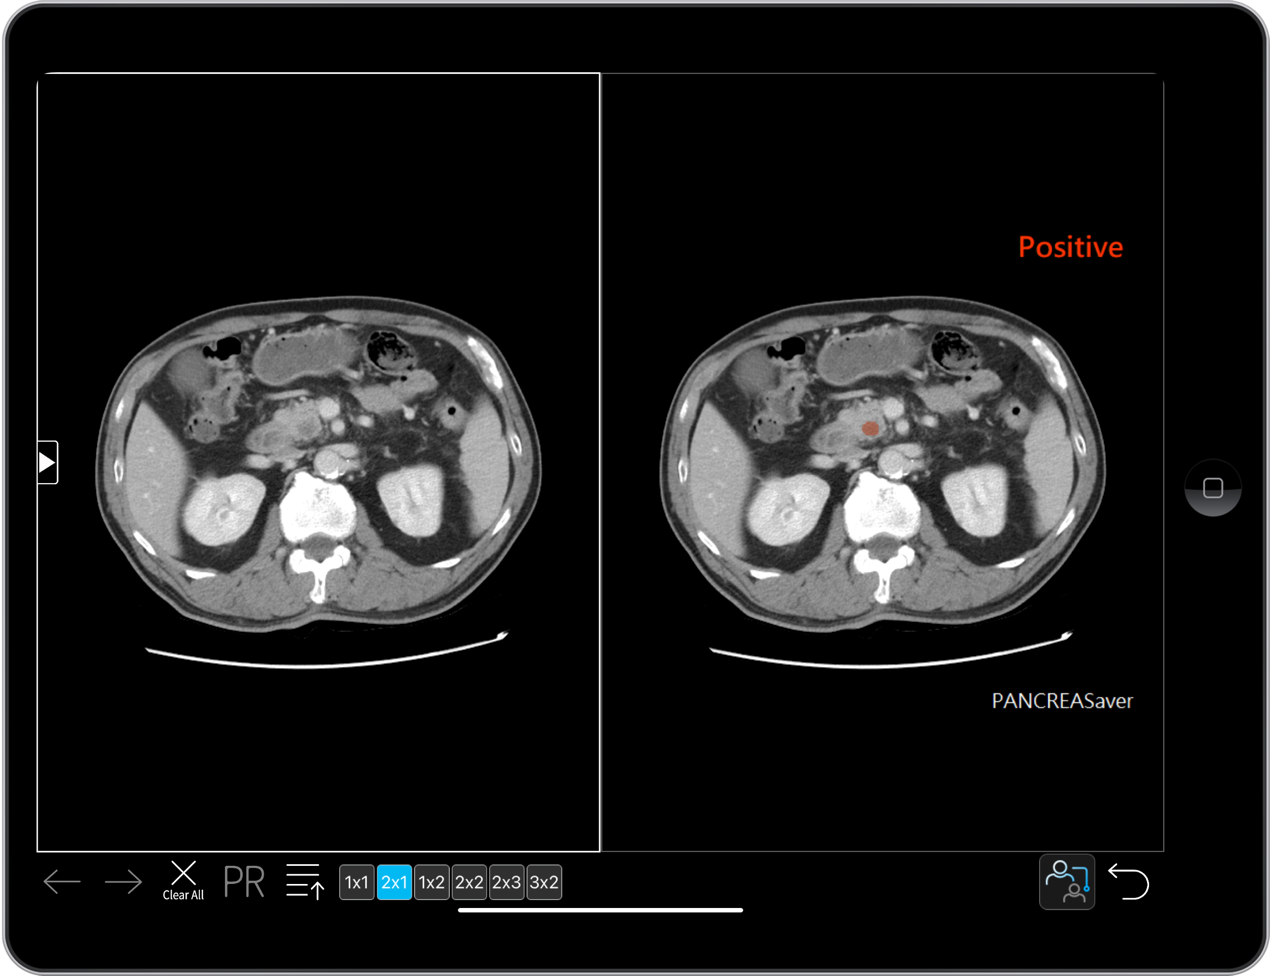 Positive
PANCREASaver
Clear All
PR
1x1
2x1
1x2
2x2
2x3
3x2